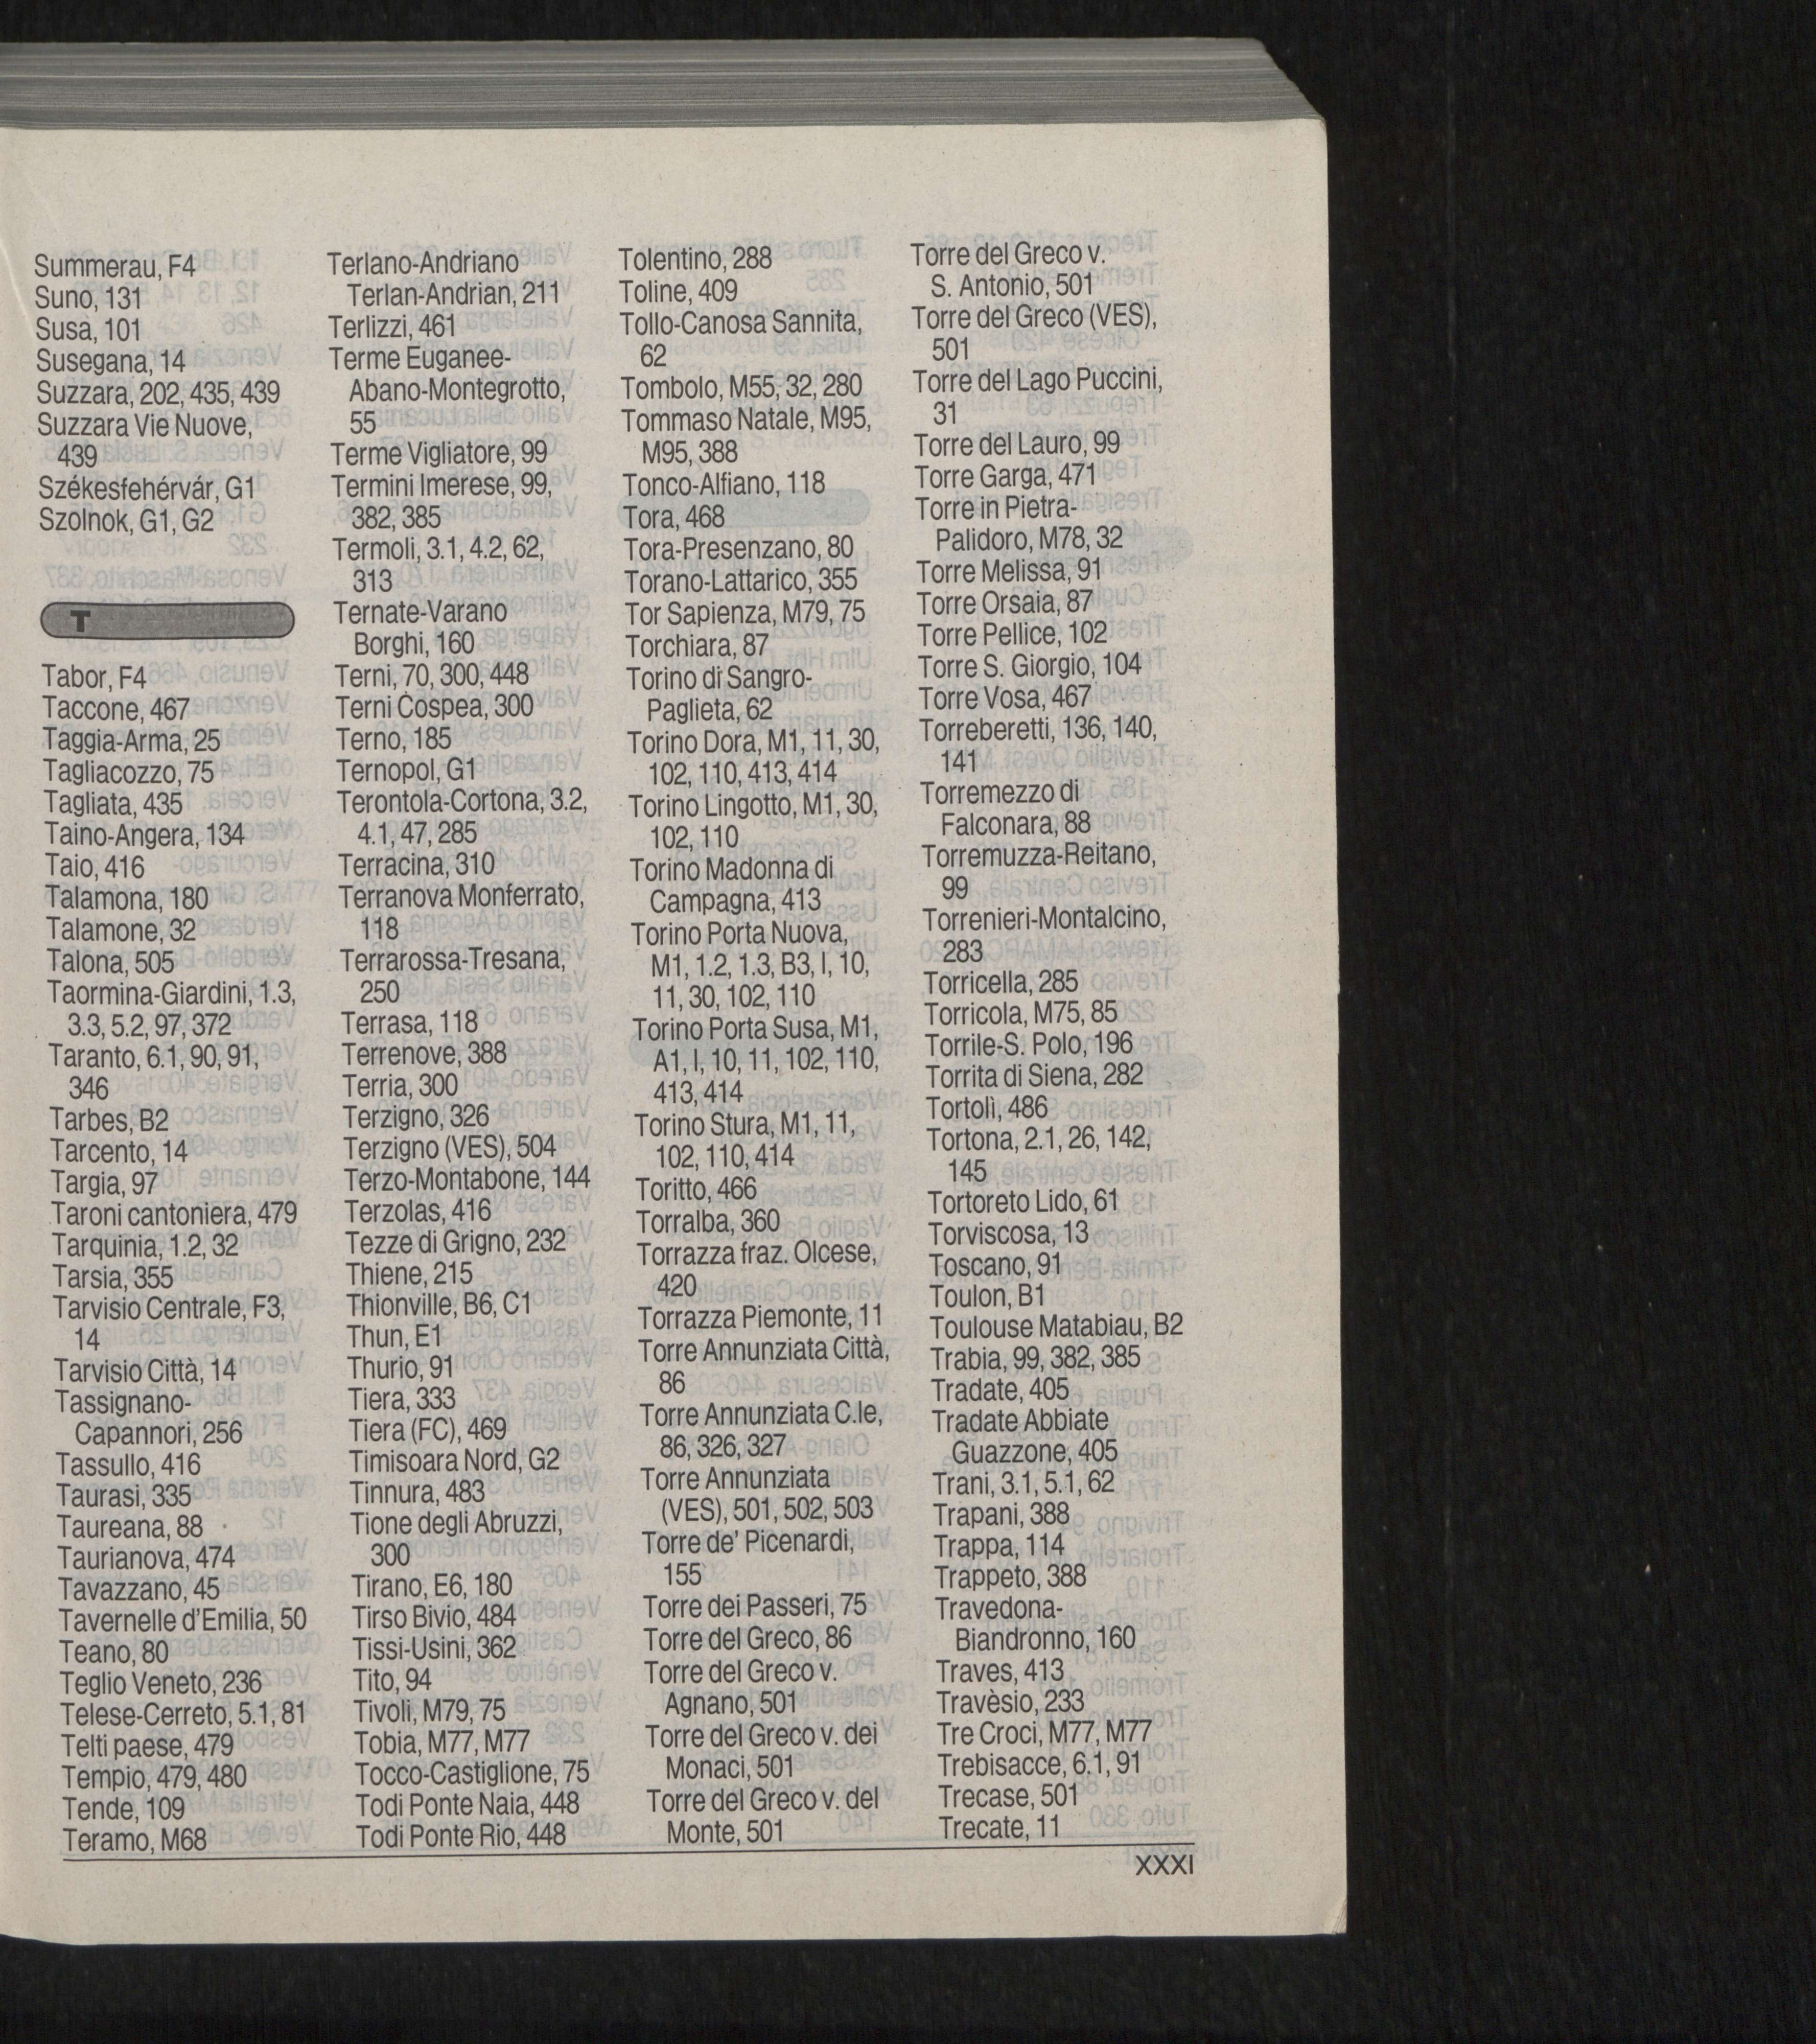 Summerau, F4
Suno, 131
Susa, 101
Susegana, 14
Suzzara, 202, 435, 439
Suzzara Vie Nuove,
439
Székesfehérvár, G1
Szolnok, G1, G2
T
Tabor, F4
Taccone, 467
Taggia-Arma, 25
Tagliacozzo, 75
Tagliata, 435
Taino-Angera, 134
Taio, 416
Talamona, 180
Talamone, 32
Talona, 505
Taormina-Giardini, 1.3,
3.3, 5.2, 97, 372
Taranto, 6.1, 90, 91,
346
Tarbes, B2
Tarcento, 14
Targia, 97
Taroni cantoniera, 479
Tarquinia, 1.2, 32
Tarsia, 355
Tarvisio Centrale, F3,
14
Tarvisio Città, 14
Tassignano-
Capannori, 256
Tassullo, 416
Taurasi, 335
Taureana, 88
Taurianova, 474
Tavazzano, 45
Tavernelle d'Emilia, 50
Teano, 80
Teglio Veneto, 236
Telese-Cerreto, 5.1, 81
Telti paese, 479
Tempio, 479, 480
Tende, 109
Teramo, M68
Terlano-Andriano
Terlan-Andrian, 211
Terlizzi, 461
Terme Euganee-
Abano-Montegrotto,
55
Terme Vigliatore, 99
Termini Imerese, 99,
382, 385
Termoli, 3.1, 4.2, 62,
313
Ternate-Varano
Borghi, 160
Terni, 70, 300, 448
Terni Cospea, 300
Terno, 185
Ternopol, G1
Terontola-Cortona, 3.2,
4.1, 47, 285
Terracina, 310
Terranova Monferrato,
118
Terrarossa-Tresana,
250
Terrasa, 118
Terrenove, 388
Terria, 300
Terzigno, 326
Terzigno (VES), 504
Terzo-Montabone, 144
Terzolas, 416
Tezze di Grigno, 232
Thiene, 215
Thionville, B6, C1
Thun, E1
Thurio, 91
Tiera, 333
Tiera (FC), 469
Timisoara Nord, G2
Tinnura, 483
Tione degli Abruzzi,
300
Tirano, E6, 180
Tirso Bivio, 484
Tissi-Usini, 362
Tito, 94
Tivoli, M79, 75
Tobia, M77, M77
Tocco-Castiglione, 75
Todi Ponte Naia, 448
Todi Ponte Rio, 448
Tolentino, 288
Toline, 409
Tollo-Canosa Sannita,
62
Tombolo, M55, 32, 280
Tommaso Natale, M95,
M95, 388
Tonco-Alfiano, 118
Tora, 468
Tora-Presenzano, 80
Torano-Lattarico, 355
Tor Sapienza, M79, 75
Torchiara, 87
Torino di Sangro-
Paglieta, 62
Torino Dora, M1, 11, 30,
102, 110, 413, 414
Torino Lingotto, M1, 30,
102, 110
Torino Madonna di
Campagna, 413
Torino Porta Nuova,
M1, 1.2, 1.3, B3, I, 10,
11, 30, 102, 110
Torino Porta Susa, M1,
A1, I, 10, 11, 102, 110,
413, 414
Torino Stura, M1, 11,
102, 110, 414
Toritto, 466
Torralba, 360
Torrazza fraz. Olcese,
420
Torrazza Piemonte, 11
Torre Annunziata Città,
86
Torre Annunziata C.le,
86, 326, 327
Torre Annunziata
(VES), 501, 502, 503
Torre de' Picenardi,
155
Torre dei Passeri, 75
Torre del Greco, 86
Torre del Greco v.
Agnano, 501
Torre del Greco v. dei
Monaci, 501
Torre del Greco v. del
Monte, 501
Torre del Greco v.
S. Antonio, 501
Torre del Greco (VES),
501
Torre del Lago Puccini,
31
Torre del Lauro, 99
Torre Garga, 471
Torre in Pietra-
Palidoro, M78, 32
Torre Melissa, 91
Torre Orsaia, 87
Torre Pellice, 102
Torre S. Giorgio, 104
Torre Vosa, 467
Torreberetti, 136, 140,
141
Torremezzo di
Falconara, 88
Torremuzza-Reitano,
99
Torrenieri-Montalcino,
283
Torricella, 285
Torricola, M75, 85
Torrile-S. Polo, 196
Torrita di Siena, 282
Tortolì, 486
Tortona, 2.1, 26, 142,
145
Tortoreto Lido, 61
Torviscosa, 13
Toscano, 91
Toulon, B1
Toulouse Matabiau, B2
Trabia, 99, 382, 385
Tradate, 405
Tradate Abbiate
Guazzone, 405
Trani, 3.1, 5.1, 62
Trapani, 388
Trappa, 114
Trappeto, 388
Travedona-
Biandronno, 160
Traves, 413
Travèsio, 233
Tre Croci, M77, M77
Trebisacce, 6.1, 91
Trecase, 501
Trecate, 11
XXXI